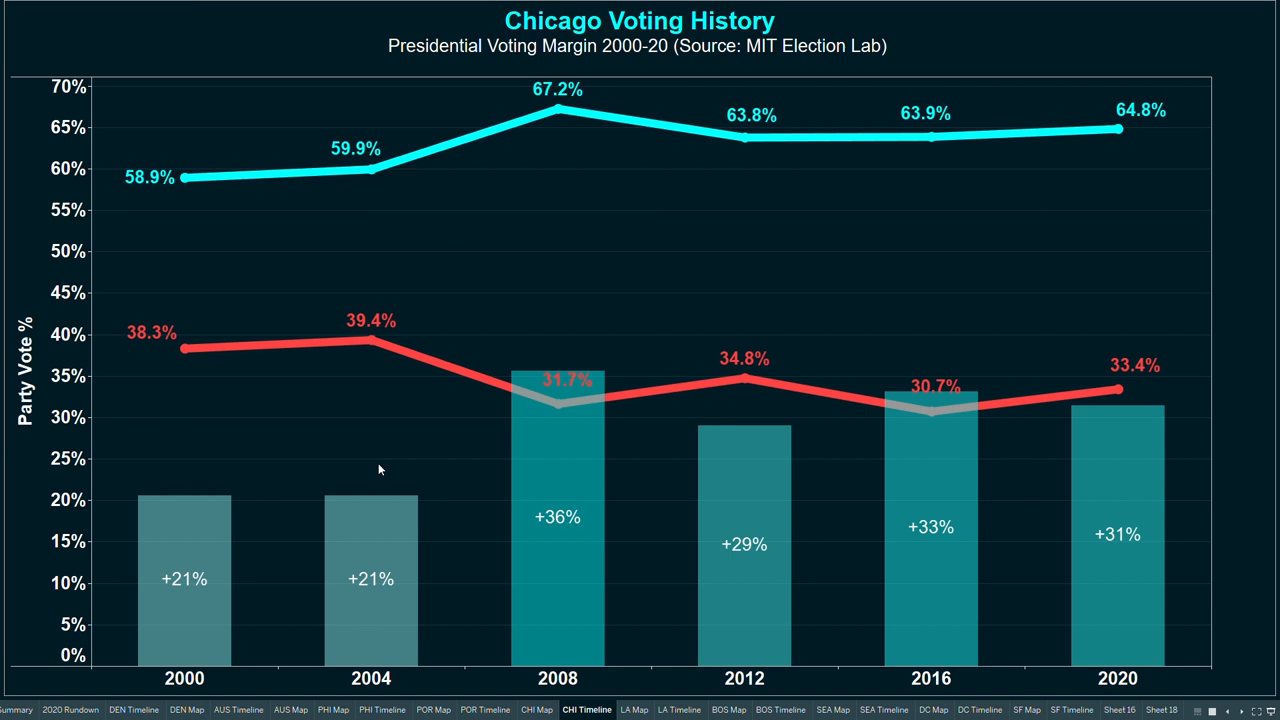 Chicago Voting History
Presidential Voting Margin 2000-20 (Source: MIT Election Lab)
Party Vote %
70%
65%
60%
55%
50%
45%
40%
35%
30%
25%
20%
15%
10%
5%
0%
58.9% 59.9% 67.2% 63.8% 63.9% 64.8%
38.3% 39.4% 31.7% 34.8% 30.7% 33.4%
+21% +21% +36% +29% +33% +31%
2000 2004 2008 2012 2016 2020
ummary 2020 Rundown DEN Timeline DEN Map AUS Timeline AUS Map PHI Map PHI Timeline POR Map POR Timeline CHI Map CHI Timeline LA Map LA Timeline BOS Map BOS Timeline SEA Map SEA Timeline DC Map DC Timeline SF Map SF Timeline Sheet 16 Sheet 18